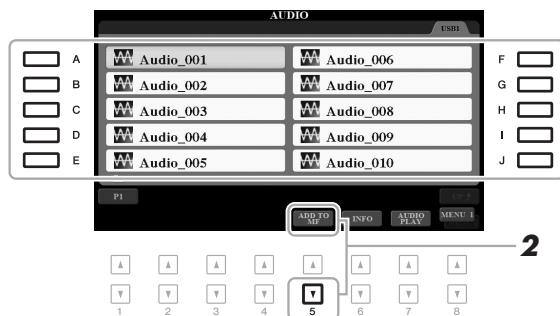 AUDIO
USB1
A Audio_001 Audio_006 F
B Audio_002 Audio_007 G
C Audio_003 Audio_008 H
D Audio_004 Audio_009 I
E Audio_005 Audio_010 J
P1 UP
ADD TO MF INFO AUDIO PLAY MENU 1
2
1 2 3 4 5 6 7 8